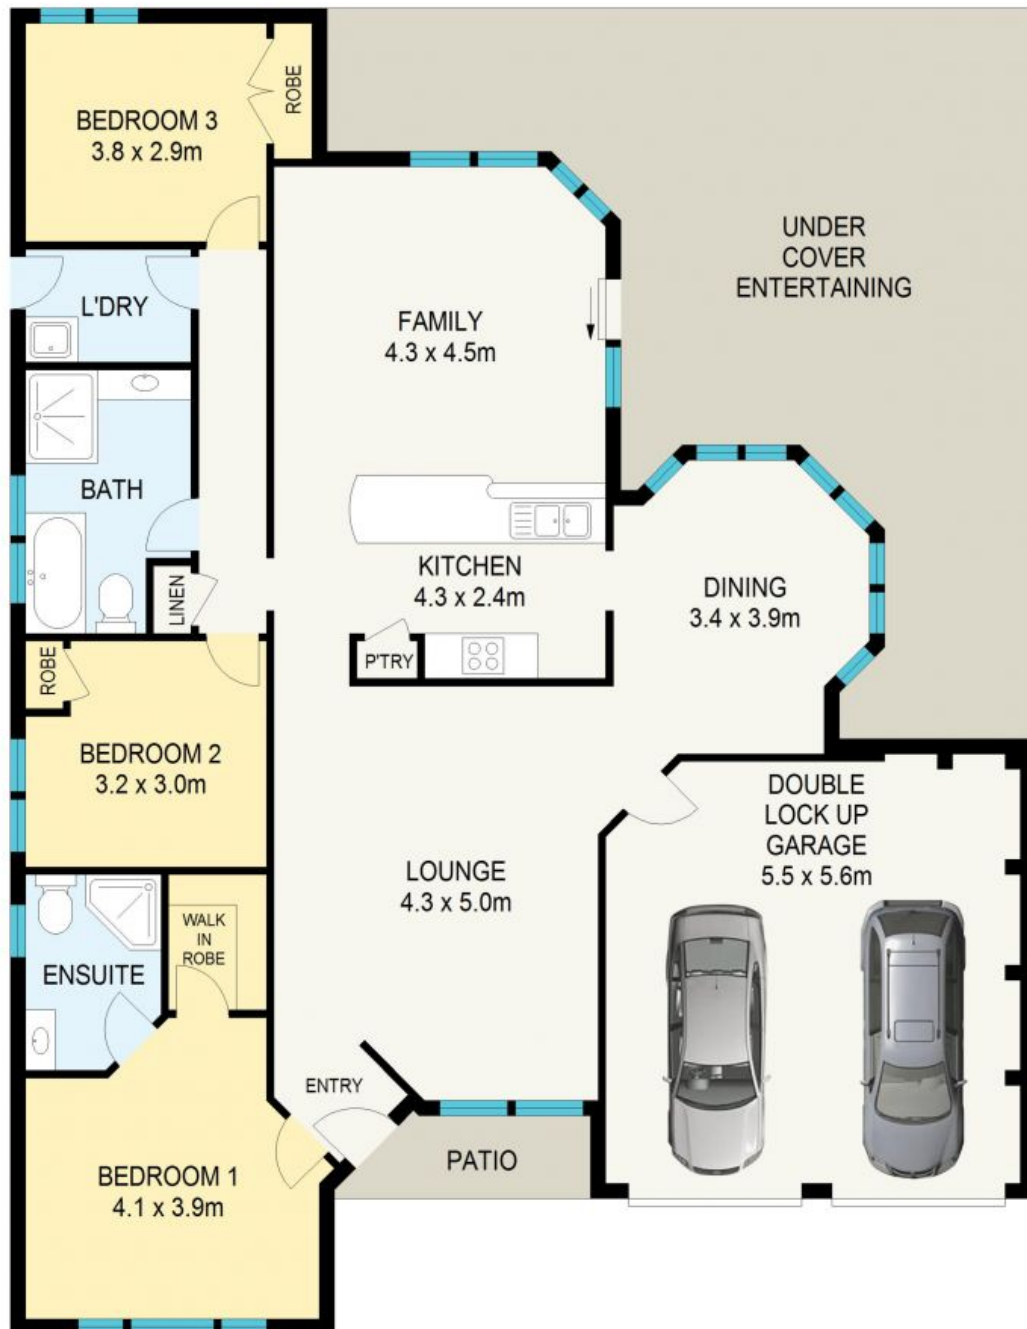 BEDROOM 3
3.8 x 2.9m
ROBE
UNDER
COVER
ENTERTAINING
L'DRY
FAMILY
4.3 x 4.5m
BATH
LINEN
KITCHEN
4.3 x 2.4m
DINING
3.4 x 3.9m
P'TRY
ROBE
BEDROOM 2
3.2 x 3.0m
DOUBLE
LOCK UP
GARAGE
5.5 x 5.6m
LOUNGE
4.3 x 5.0m
WALK
IN
ROBE
ENSUITE
ENTRY
PATIO
BEDROOM 1
4.1 x 3.9m